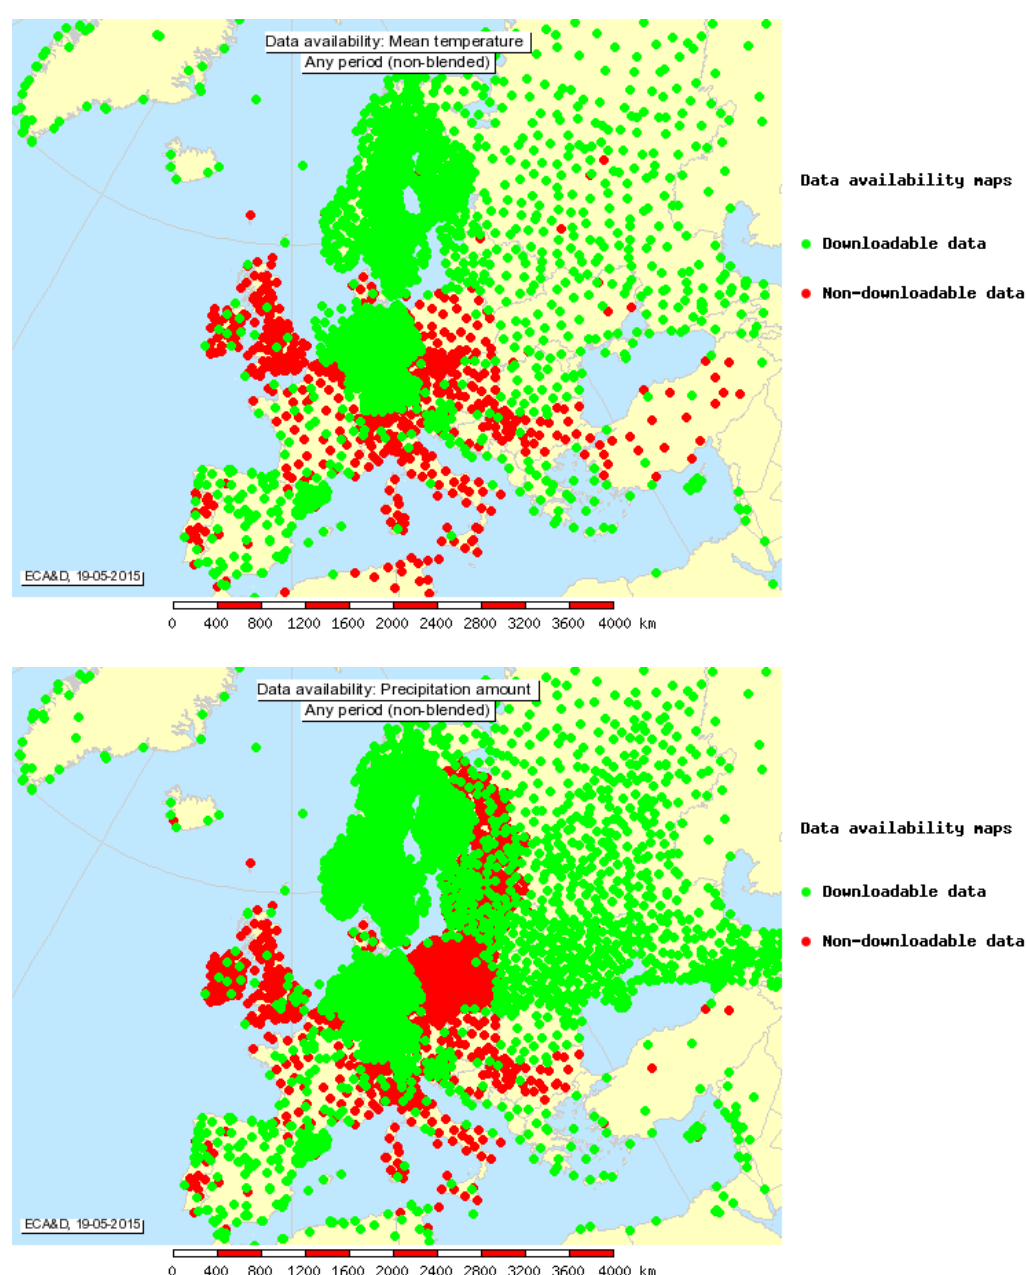 Data availability: Mean temperature
Any period (non-blended)
Data availability maps
Downloadable data
Non-downloadable data
ECA&D, 19-05-2015
0 400 800 1200 1600 2000 2400 2800 3200 3600 4000 km
Data availability: Precipitation amount
Any period (non-blended)
Data availability maps
Downloadable data
Non-downloadable data
ECA&D, 19-05-2015
0 400 800 1200 1600 2000 2400 2800 3200 3600 4000 km